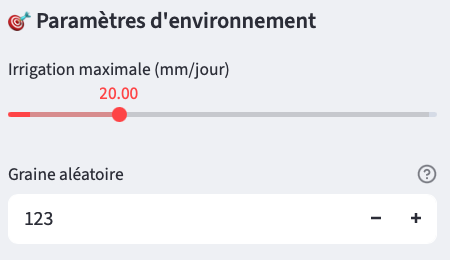 🎯 Paramètres d'environnement
Irrigation maximale (mm/jour)
20.00
Graine aléatoire ?
123 − +